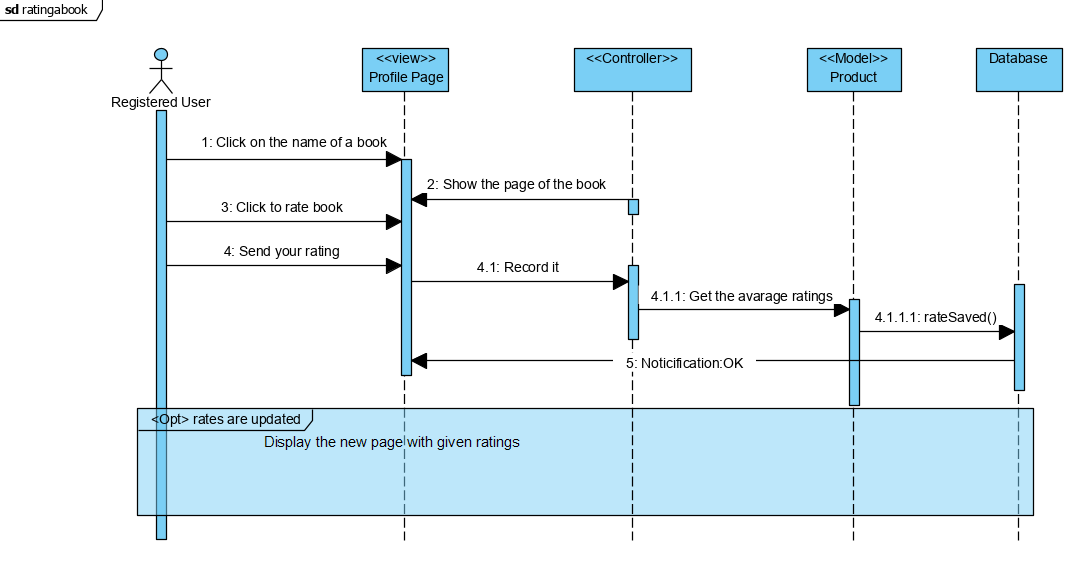 sd ratingabook
<<view>>
Profile Page
<<Controller>>
<<Model>>
Product
Database
Registered User
1: Click on the name of a book
2: Show the page of the book
3: Click to rate book
4: Send your rating
4.1: Record it
4.1.1: Get the avarage ratings
4.1.1.1: rateSaved()
5: Noticification:OK
<Opt> rates are updated
Display the new page with given ratings